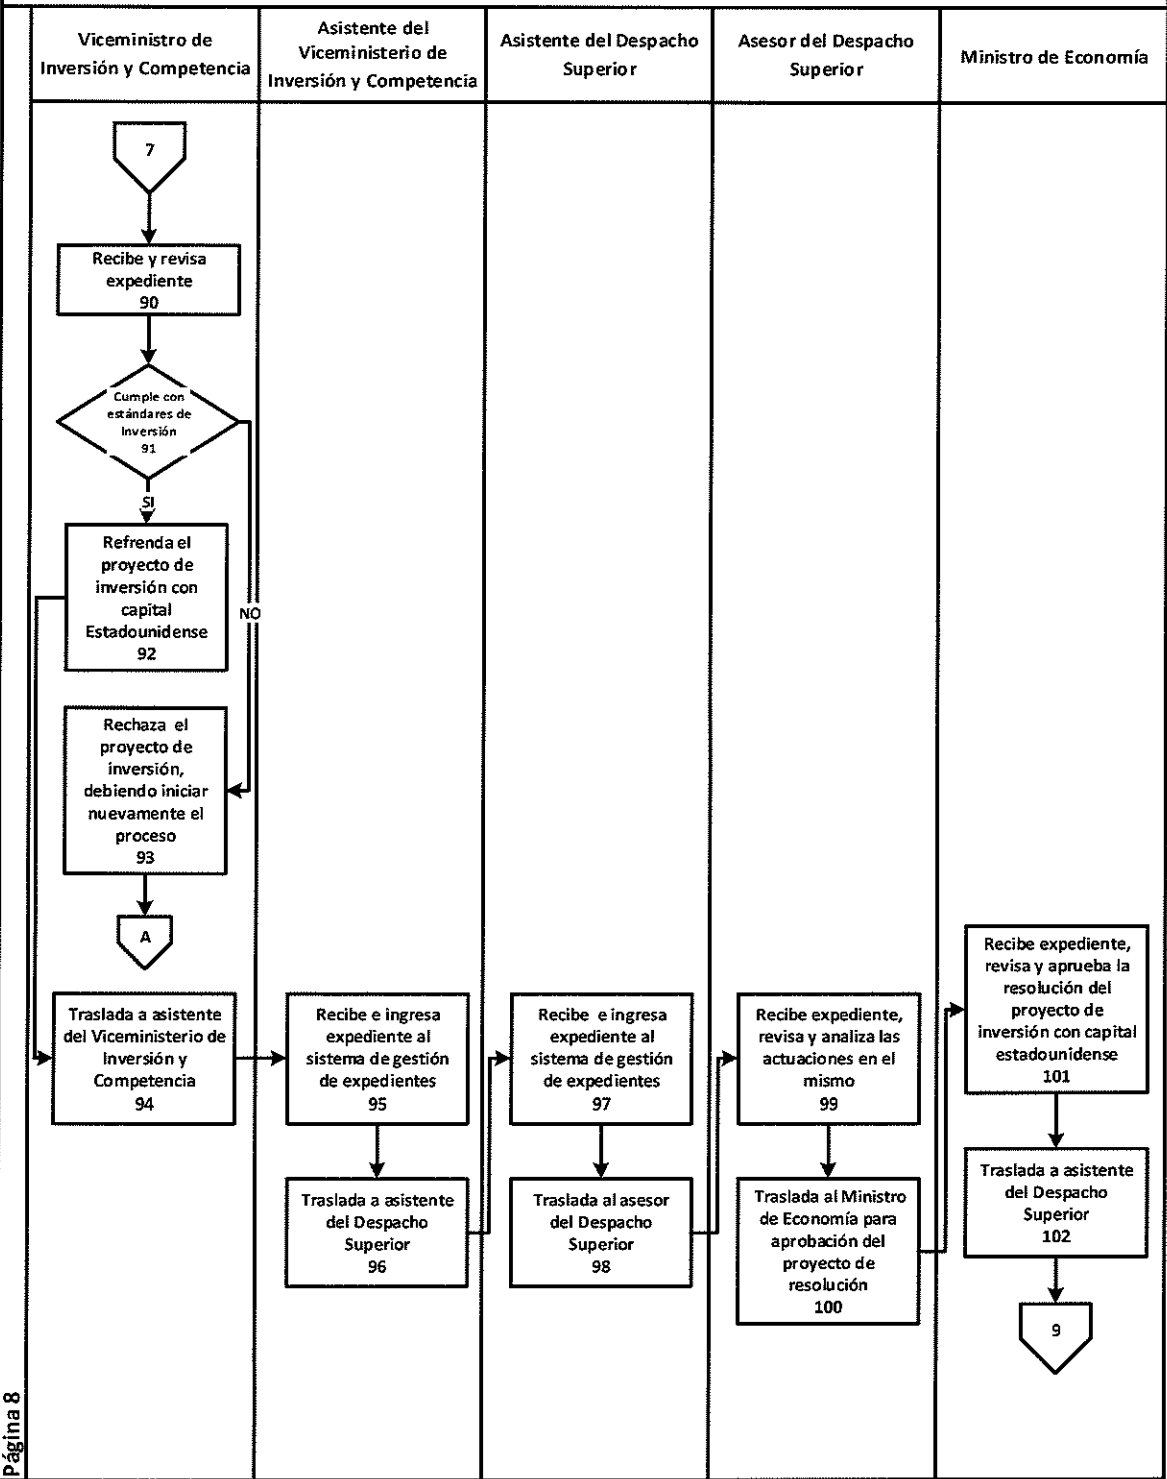 Viceministro de
Inversión y Competencia
Asistente del
Viceministerio de
Inversión y Competencia
Asistente del Despacho
Superior
Asesor del Despacho
Superior
Ministro de Economía
7
Recibe y revisa
expediente
90
Cumple con
estándares de
Inversión
91
SI
NO
Refrenda el
proyecto de
inversión con
capital
Estadounidense
92
Rechaza el
proyecto de
inversión,
debiendo iniciar
nuevamente el
proceso
93
A
Traslada a asistente
del Viceministerio de
Inversión y
Competencia
94
Recibe e ingresa
expediente al
sistema de gestión
de expedientes
95
Traslada a asistente
del Despacho
Superior
96
Recibe e ingresa
expediente al
sistema de gestión
de expedientes
97
Traslada al asesor
del Despacho
Superior
98
Recibe expediente,
revisa y analiza las
actuaciones en el
mismo
99
Traslada al Ministro
de Economía para
aprobación del
proyecto de
resolución
100
Recibe expediente,
revisa y aprueba la
resolución del
proyecto de
inversión con capital
estadounidense
101
Traslada a asistente
del Despacho
Superior
102
9
Página 8